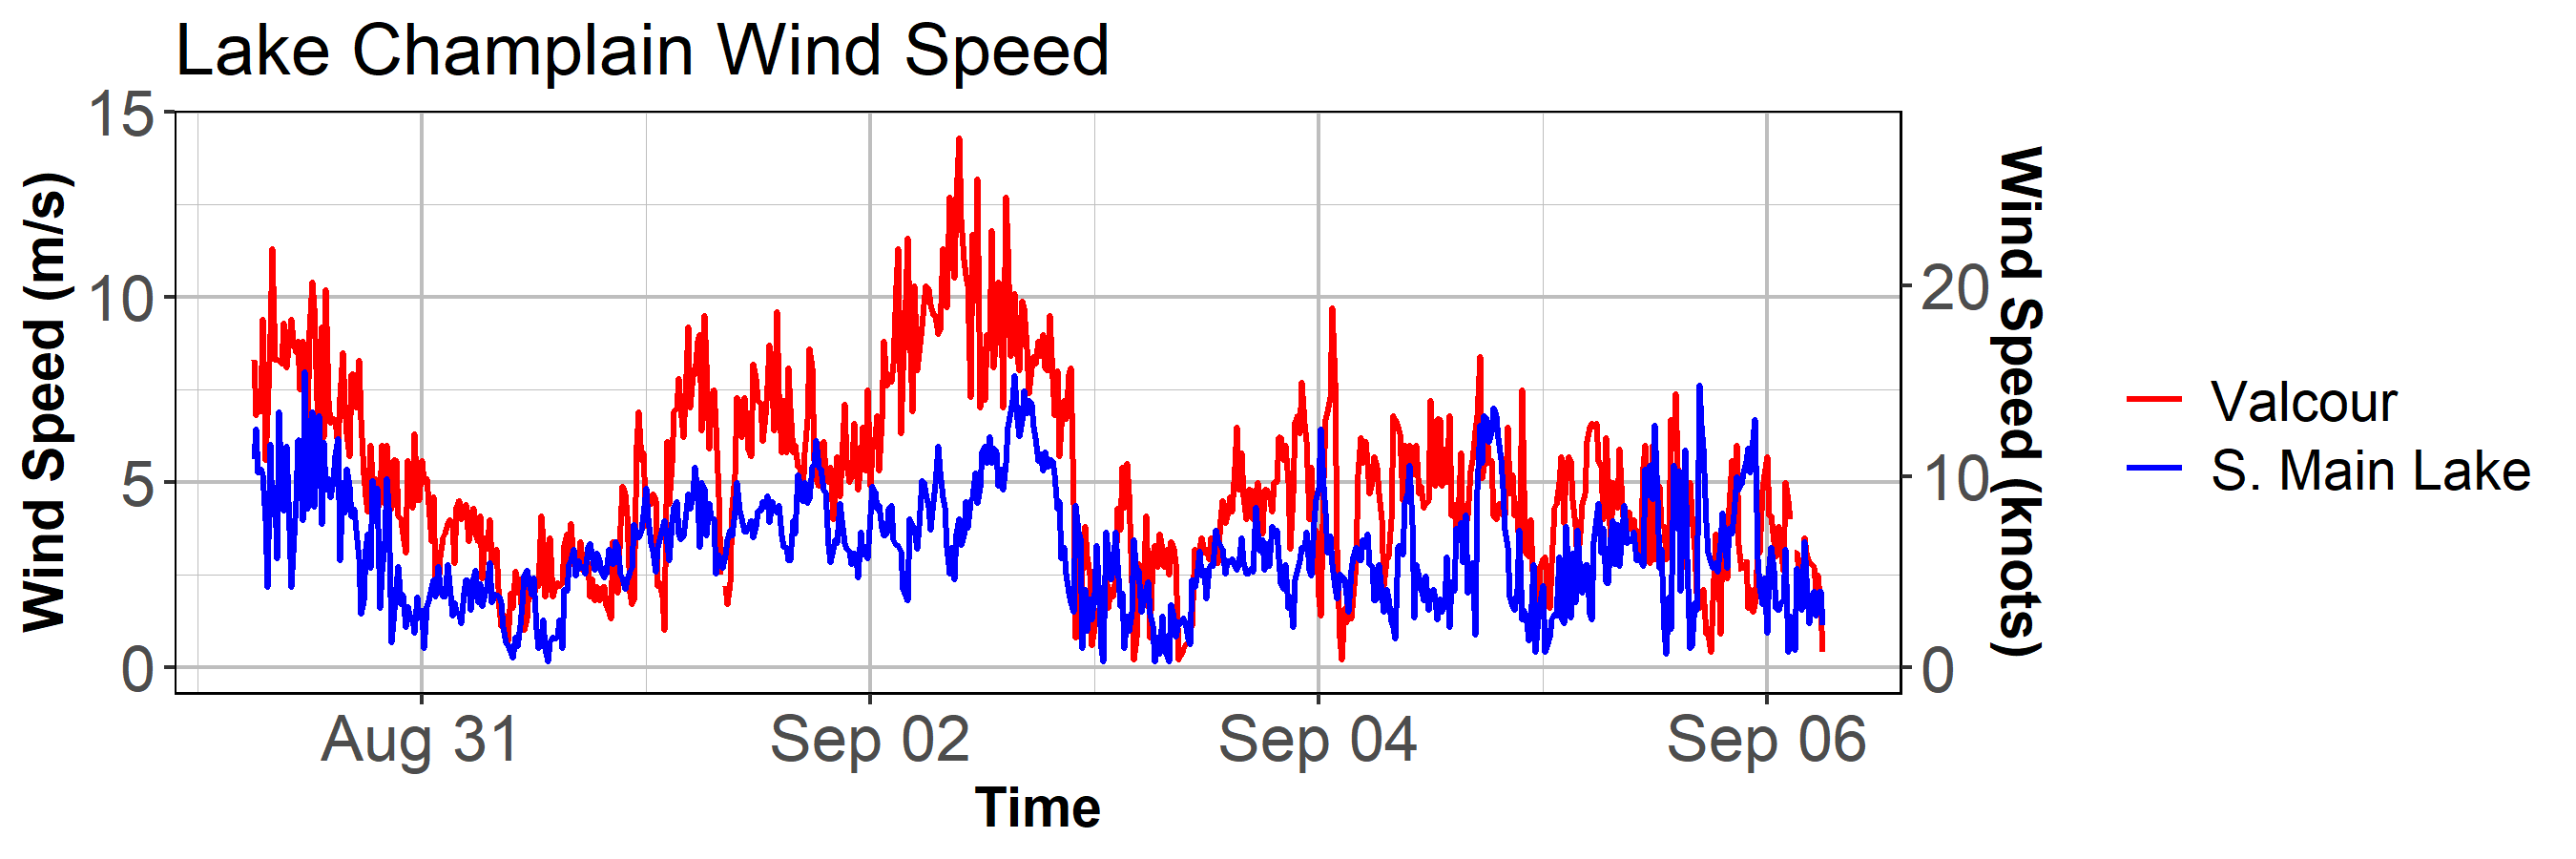 Lake Champlain Wind Speed
Wind Speed (m/s)
15
10
5
0
Wind Speed (knots)
20
10
0
Valcour
S. Main Lake
Aug 31
Sep 02
Sep 04
Sep 06
Time